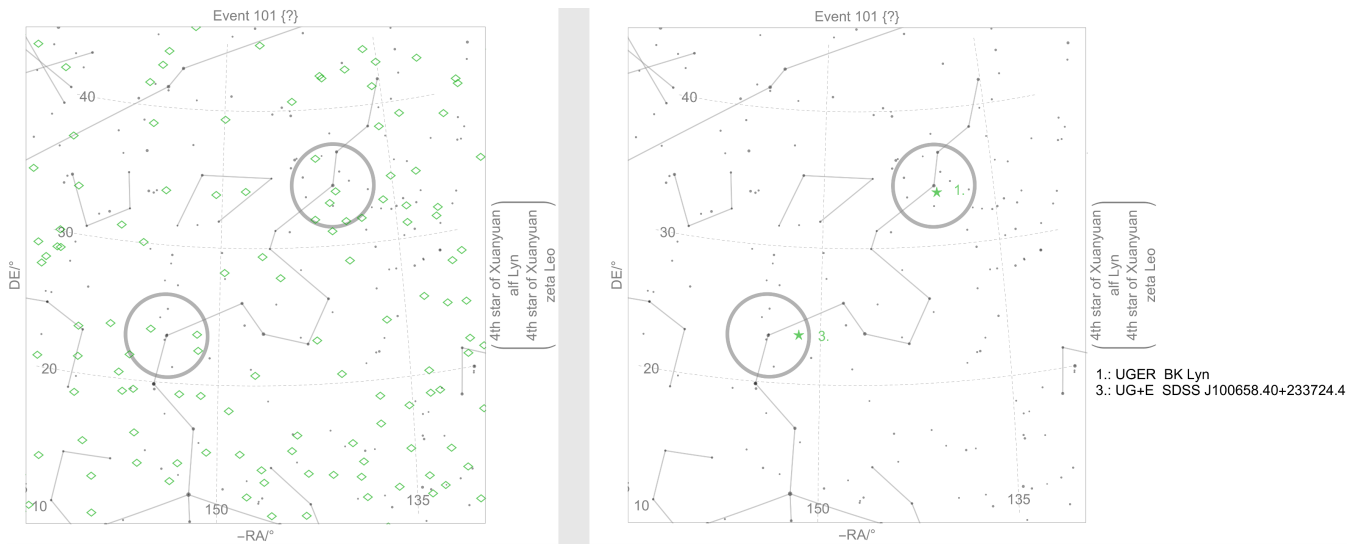 Event 101 {?}
40
30
20
10
150
135
DE/°
−RA/°
4th star of Xuanyuan
alf Lyn
4th star of Xuanyuan
zeta Leo
Event 101 {?}
40
30
20
10
150
135
1.
3.
DE/°
−RA/°
4th star of Xuanyuan
alf Lyn
4th star of Xuanyuan
zeta Leo
1.: UGER BK Lyn
3.: UG+E SDSS J100658.40+233724.4